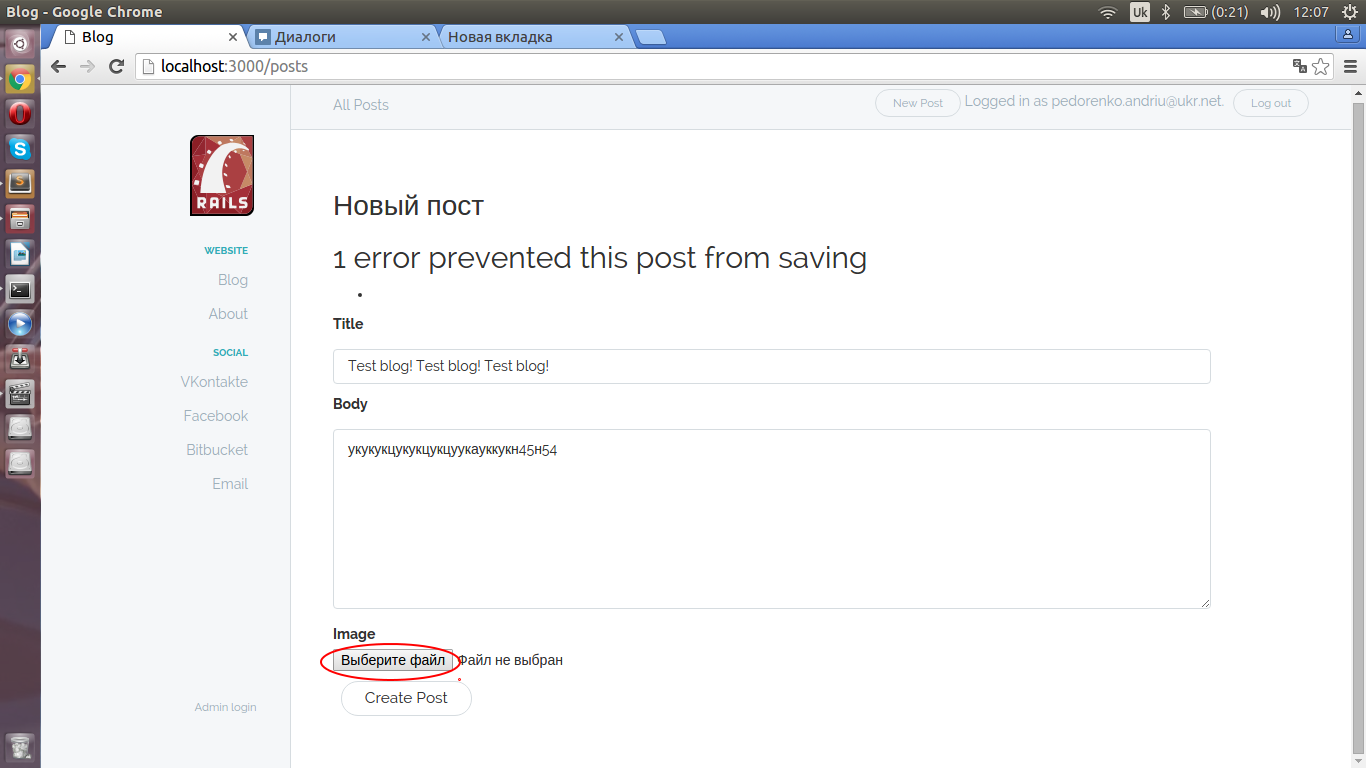 Blog - Google Chrome
Uk
(0:21)
12:07
Blog
Диалоги
Новая вкладка
localhost:3000/posts
All Posts
New Post
Logged in as pedorenko.andriu@ukr.net.
Log out
RAILS
WEBSITE
Blog
About
SOCIAL
VKontakte
Facebook
Bitbucket
Email
Admin login
Новый пост
1 error prevented this post from saving
Title
Test blog! Test blog! Test blog!
Body
укукукцукукцукцуукауккукн45н54
Image
Выберите файл
Файл не выбран
Create Post